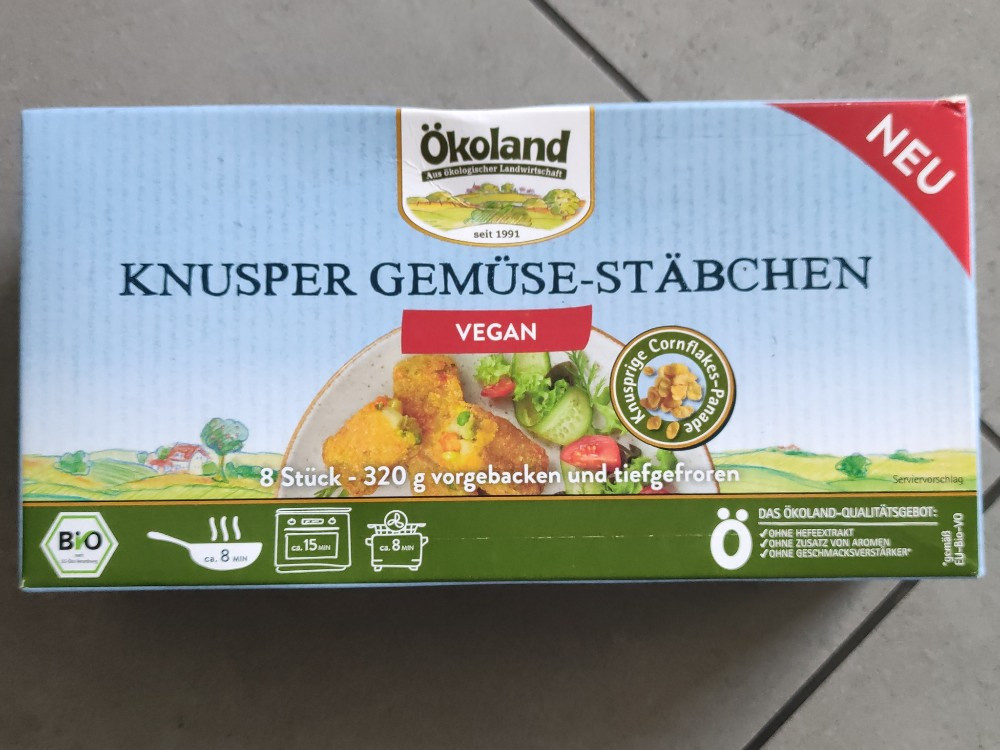 Ökoland
Aus ökologischer Landwirtschaft
seit 1991
NEU
KNUSPER GEMÜSE-STÄBCHEN
VEGAN
Knusprige Cornflakes-Panade
8 Stück - 320 g vorgebacken und tiefgefroren
Serviervorschlag
BIO
ca. 8 MIN
ca. 15 MIN
ca. 8 MIN
Ö
DAS ÖKOLAND-QUALITÄTSGEBOT:
✓OHNE HEFEEXTRAKT
✓OHNE ZUSATZ VON AROMEN
✓OHNE GESCHMACKSVERSTÄRKER*
*gemäß
EU-Bio-VO